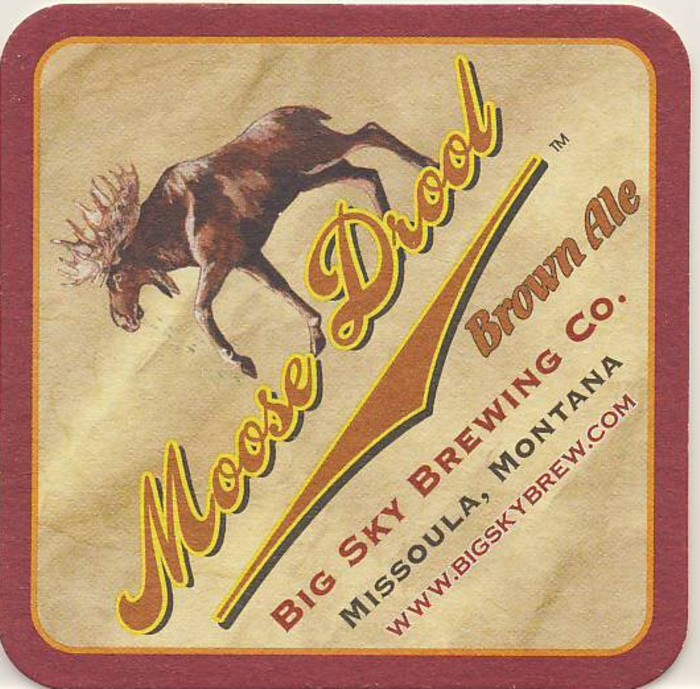 Moose Drool ™
Brown Ale
Big Sky Brewing Co.
Missoula, Montana
www.bigskybrew.com